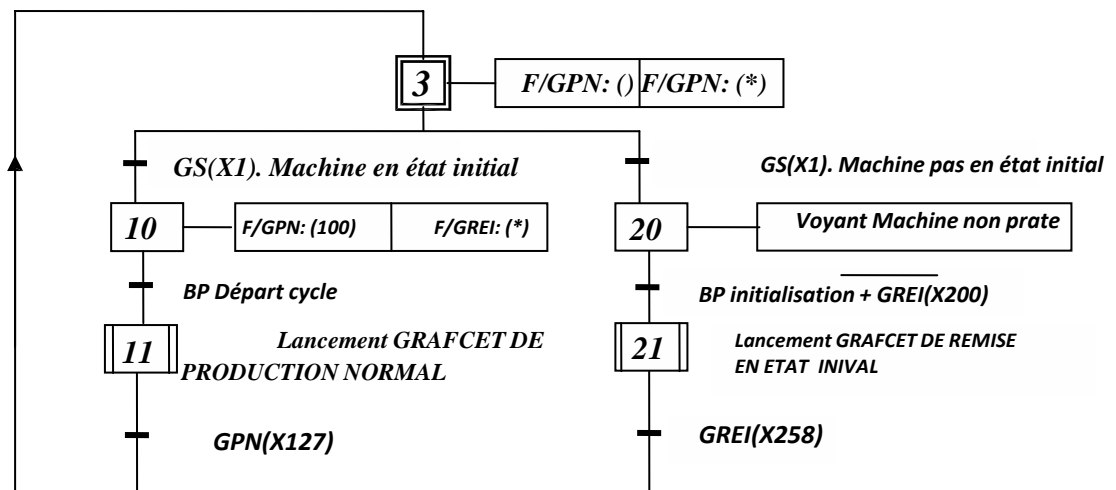 3
F/GPN: () F/GPN: (*)
GS(X1). Machine en état initial
GS(X1). Machine pas en état initial
10
F/GPN: (100) F/GREI: (*)
20
Voyant Machine non prate
BP Départ cycle
BP initialisation + GREI(X200)
11
Lancement GRAFCET DE
PRODUCTION NORMAL
21
Lancement GRAFCET DE REMISE
EN ETAT INIVAL
GPN(X127)
GREI(X258)